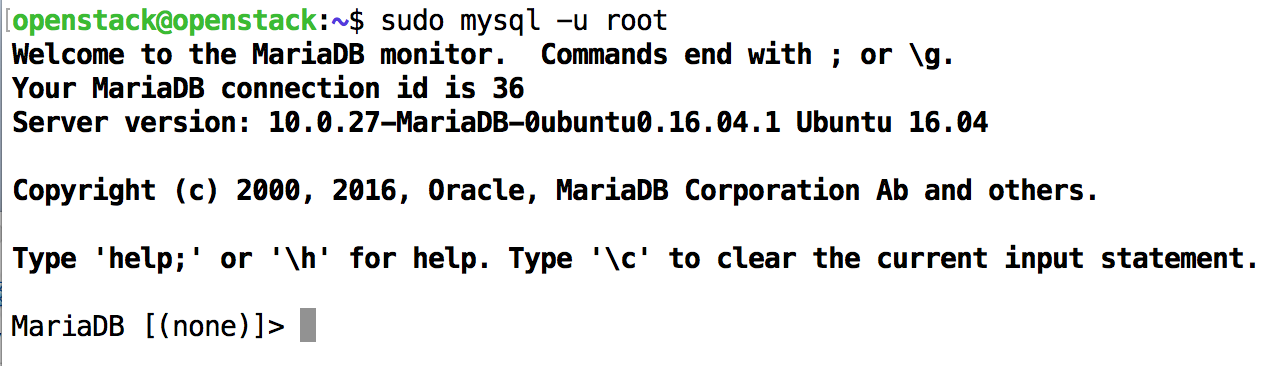 [openstack@openstack:~$ sudo mysql -u root
Welcome to the MariaDB monitor.  Commands end with ; or \g.
Your MariaDB connection id is 36
Server version: 10.0.27-MariaDB-0ubuntu0.16.04.1 Ubuntu 16.04
Copyright (c) 2000, 2016, Oracle, MariaDB Corporation Ab and others.
Type 'help;' or '\h' for help. Type '\c' to clear the current input statement.
MariaDB [(none)]>